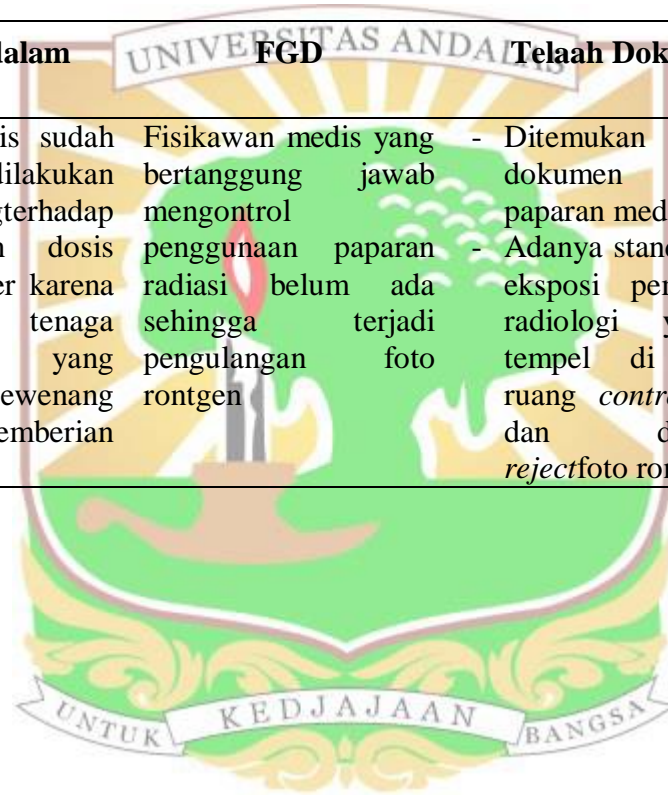 UNIVERSITAS ANDALAS
dalam FGD Telaah Dok
is sudah
dilakukan
gterhadap
dosis
er karena
tenaga
yang
ewenang
emberian
Fisikawan medis yang
bertanggung jawab
mengontrol
penggunaan paparan
radiasi belum ada
sehingga terjadi
pengulangan foto
rontgen
- Ditemukan
dokumen
paparan med
- Adanya stand
eksposi pe
radiologi y
tempel di
ruang contr
dan d
rejectfoto ro
UNTUK KEDJAJAAN BANGSA